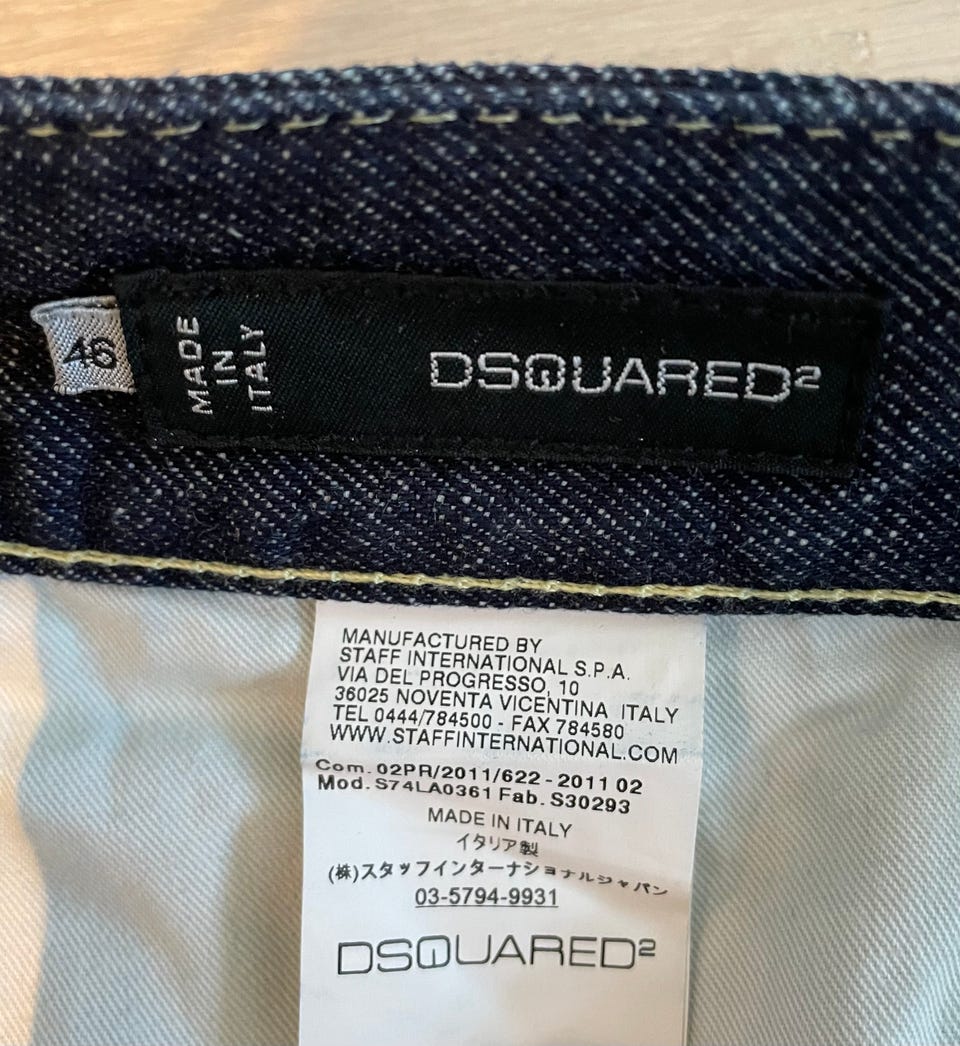 46
MADE
IN
ITALY
DSQUARED2
MANUFACTURED BY
STAFF INTERNATIONAL S.P.A.
VIA DEL PROGRESSO, 10
36025 NOVENTA VICENTINA ITALY
TEL 0444/784500 - FAX 784580
WWW.STAFFINTERNATIONAL.COM
Com. 02PR/2011/622 - 2011 02
Mod. S74LA0361 Fab. S30293
MADE IN ITALY
イタリア製
(株)スタッフインターナショナルジャパン
03-5794-9931
DSQUARED2